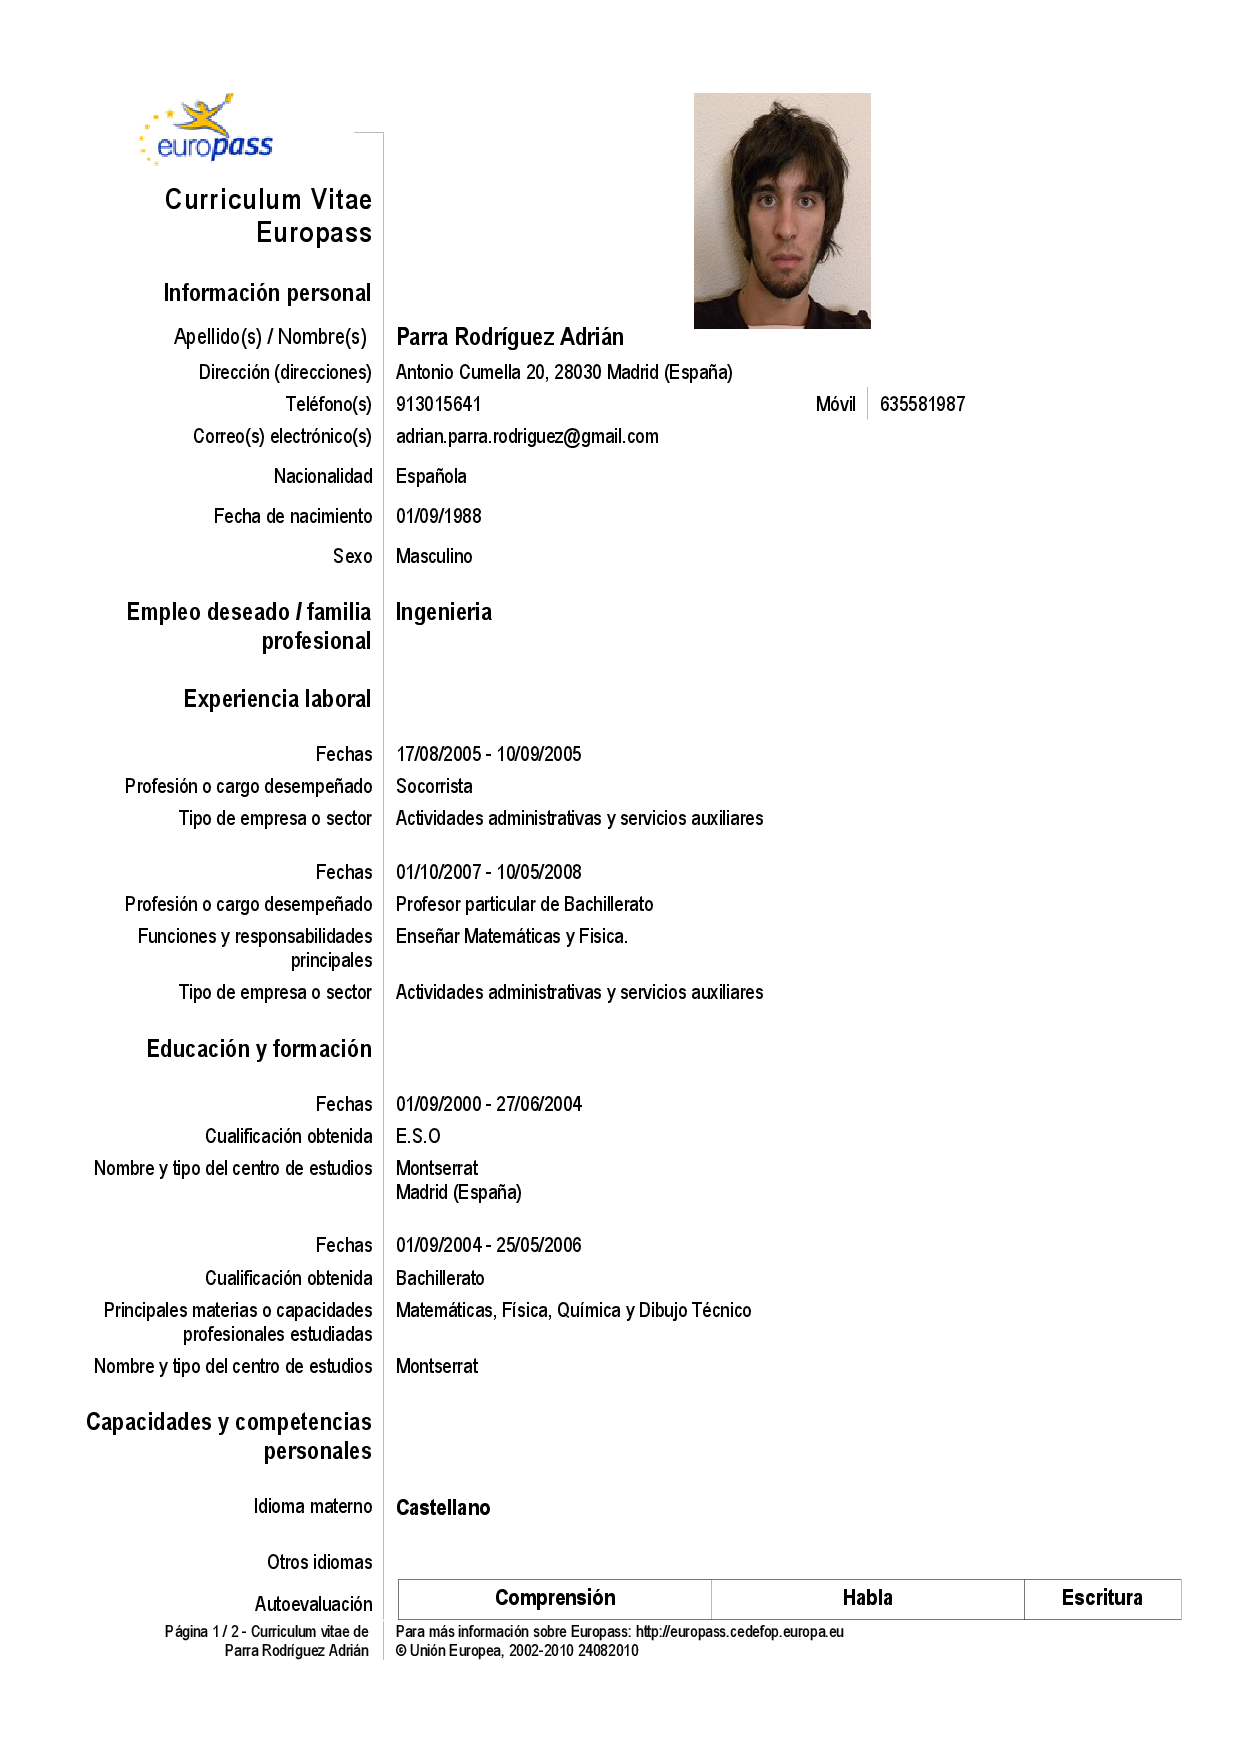 europass
Curriculum Vitae
Europass
Información personal
Apellido(s) / Nombre(s) Parra Rodríguez Adrián
Dirección (direcciones) Antonio Cumella 20, 28030 Madrid (España)
Teléfono(s) 913015641 Móvil 635581987
Correo(s) electrónico(s) adrian.parra.rodriguez@gmail.com
Nacionalidad Española
Fecha de nacimiento 01/09/1988
Sexo Masculino
Empleo deseado / familia Ingenieria
profesional
Experiencia laboral
Fechas 17/08/2005 - 10/09/2005
Profesión o cargo desempeñado Socorrista
Tipo de empresa o sector Actividades administrativas y servicios auxiliares
Fechas 01/10/2007 - 10/05/2008
Profesión o cargo desempeñado Profesor particular de Bachillerato
Funciones y responsabilidades Enseñar Matemáticas y Fisica.
principales
Tipo de empresa o sector Actividades administrativas y servicios auxiliares
Educación y formación
Fechas 01/09/2000 - 27/06/2004
Cualificación obtenida E.S.O
Nombre y tipo del centro de estudios Montserrat
Madrid (España)
Fechas 01/09/2004 - 25/05/2006
Cualificación obtenida Bachillerato
Principales materias o capacidades Matemáticas, Física, Química y Dibujo Técnico
profesionales estudiadas
Nombre y tipo del centro de estudios Montserrat
Capacidades y competencias
personales
Idioma materno Castellano
Otros idiomas
Autoevaluación Comprensión Habla Escritura
Página 1 / 2 - Curriculum vitae de Para más información sobre Europass: http://europass.cedefop.europa.eu
Parra Rodríguez Adrián © Unión Europea, 2002-2010 24082010